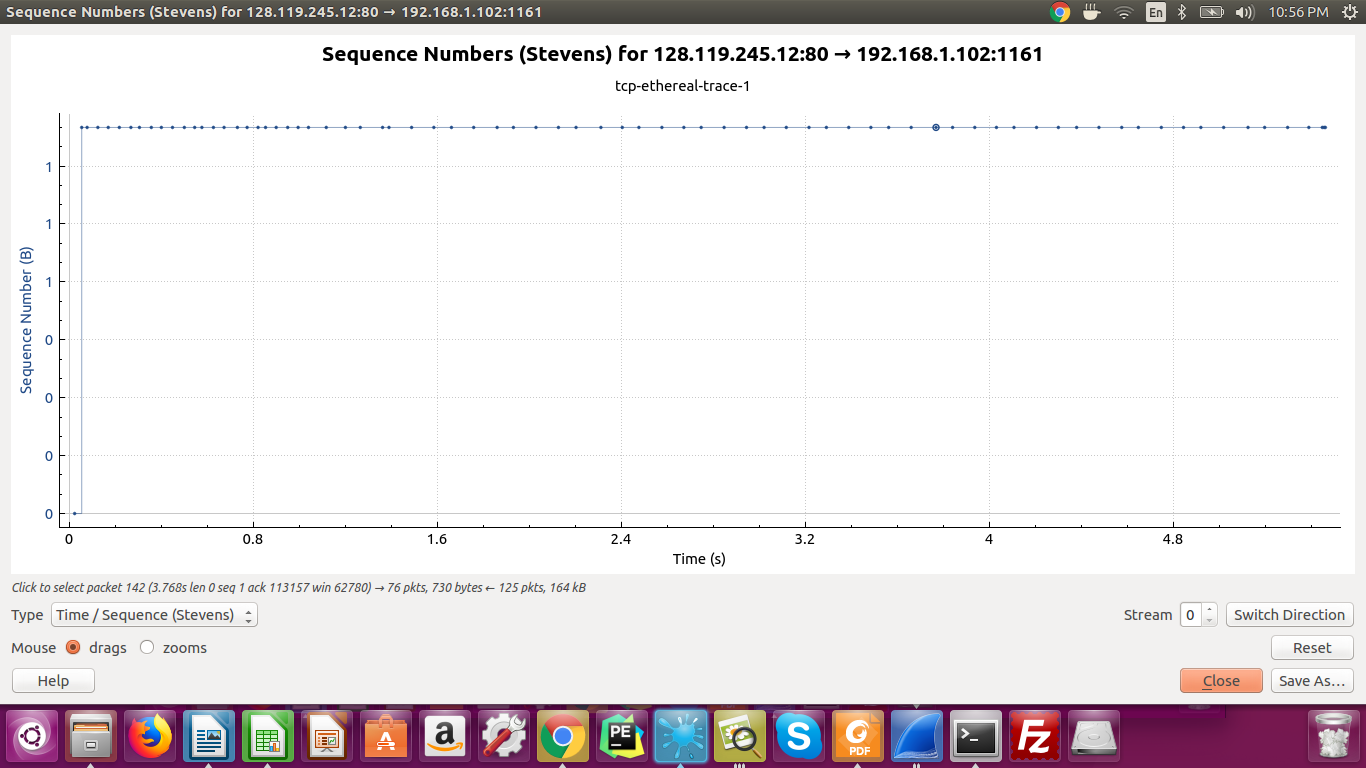 Sequence Numbers (Stevens) for 128.119.245.12:80 → 192.168.1.102:1161
En
10:56 PM
Sequence Numbers (Stevens) for 128.119.245.12:80 → 192.168.1.102:1161
tcp-ethereal-trace-1
Sequence Number (B)
1
1
1
0
0
0
0
0 0.8 1.6 2.4 3.2 4 4.8
Time (s)
Click to select packet 142 (3.768s len 0 seq 1 ack 113157 win 62780) → 76 pkts, 730 bytes ← 125 pkts, 164 kB
Type Time / Sequence (Stevens) Stream 0 Switch Direction
Mouse drags zooms Reset
Help Close Save As…
A a PE S PDF >_ Fz